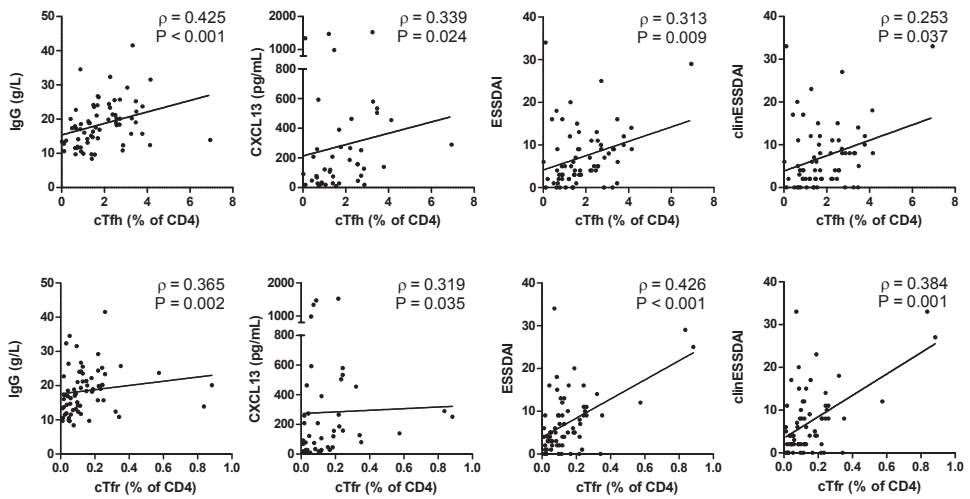 ρ = 0.425
P < 0.001
50
40
30
20
10
0
IgG (g/L)
0 2 4 6 8
cTfh (% of CD4)
ρ = 0.339
P = 0.024
2000
1000
800
600
400
200
0
CXCL13 (pg/mL)
0 2 4 6 8
cTfh (% of CD4)
ρ = 0.313
P = 0.009
40
30
20
10
0
ESSDAI
0 2 4 6 8
cTfh (% of CD4)
ρ = 0.253
P = 0.037
40
30
20
10
0
clinESSDAI
0 2 4 6 8
cTfh (% of CD4)
ρ = 0.365
P = 0.002
50
40
30
20
10
0
IgG (g/L)
0.0 0.2 0.4 0.6 0.8 1.0
cTfr (% of CD4)
ρ = 0.319
P = 0.035
2000
1000
800
600
400
200
0
CXCL13 (pg/mL)
0.0 0.2 0.4 0.6 0.8 1.0
cTfr (% of CD4)
ρ = 0.426
P < 0.001
40
30
20
10
0
ESSDAI
0.0 0.2 0.4 0.6 0.8 1.0
cTfr (% of CD4)
ρ = 0.384
P = 0.001
40
30
20
10
0
clinESSDAI
0.0 0.2 0.4 0.6 0.8 1.0
cTfr (% of CD4)